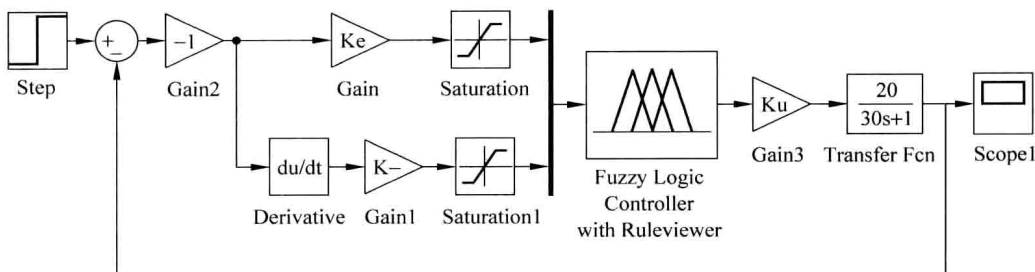 +
−
Step
−1
Gain2
Ke
Gain
Saturation
du/dt
Derivative
K−
Gain1
Saturation1
Fuzzy Logic
Controller
with Ruleviewer
Ku
Gain3
20
30s+1
Transfer Fcn
Scope1